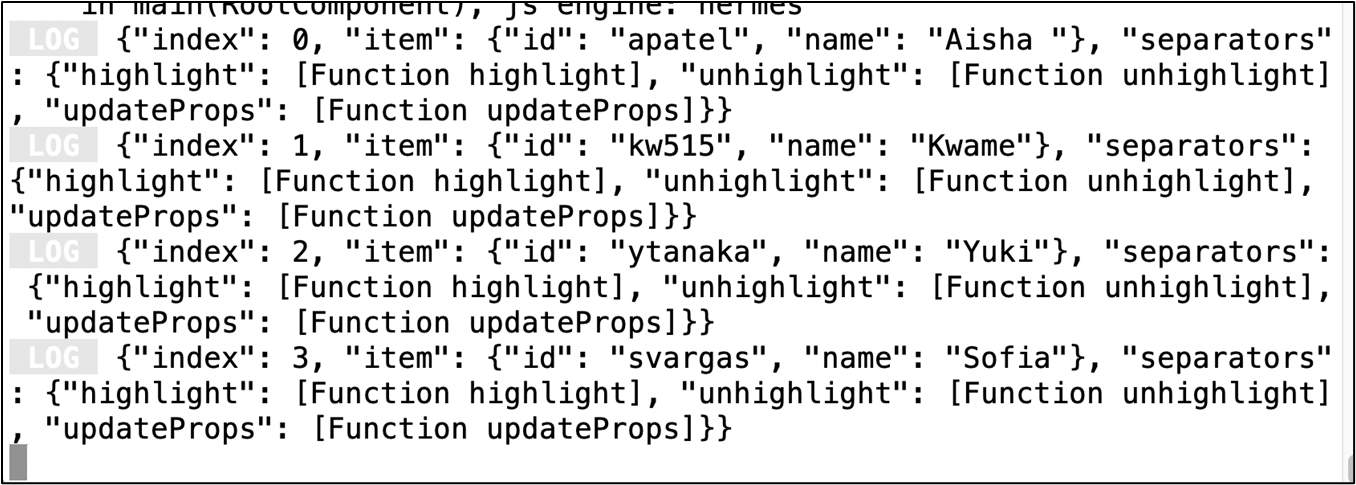 in main(RootComponent), js engine: hermes
LOG {"index": 0, "item": {"id": "apatel", "name": "Aisha "}, "separators"
: {"highlight": [Function highlight], "unhighlight": [Function unhighlight]
, "updateProps": [Function updateProps]}}
LOG {"index": 1, "item": {"id": "kw515", "name": "Kwame"}, "separators":
{"highlight": [Function highlight], "unhighlight": [Function unhighlight],
"updateProps": [Function updateProps]}}
LOG {"index": 2, "item": {"id": "ytanaka", "name": "Yuki"}, "separators":
{"highlight": [Function highlight], "unhighlight": [Function unhighlight],
"updateProps": [Function updateProps]}}
LOG {"index": 3, "item": {"id": "svargas", "name": "Sofia"}, "separators"
: {"highlight": [Function highlight], "unhighlight": [Function unhighlight]
, "updateProps": [Function updateProps]}}